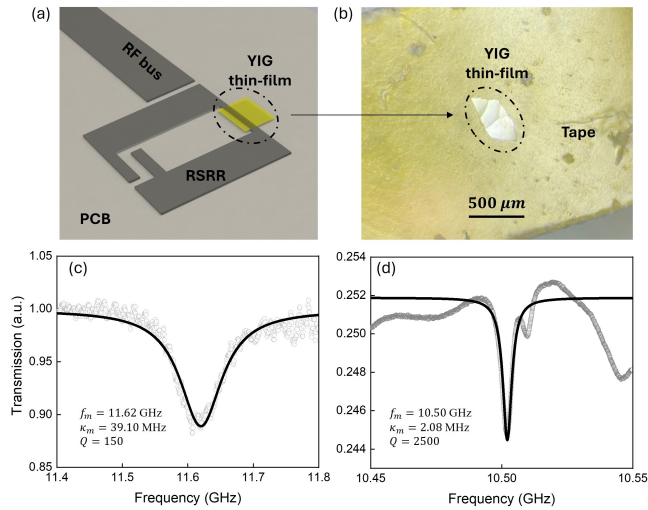 (a)
RF bus
YIG
thin-film
RSRR
PCB
(b)
YIG
thin-film
Tape
500 μm
(c)
Transmission (a.u.)
1.05
1.00
0.95
0.90
0.85
f_m = 11.62 GHz
κ_m = 39.10 MHz
Q = 150
11.4 11.5 11.6 11.7 11.8
Frequency (GHz)
(d)
0.254
0.252
0.250
0.248
0.246
0.244
f_m = 10.50 GHz
κ_m = 2.08 MHz
Q = 2500
10.45 10.50 10.55
Frequency (GHz)